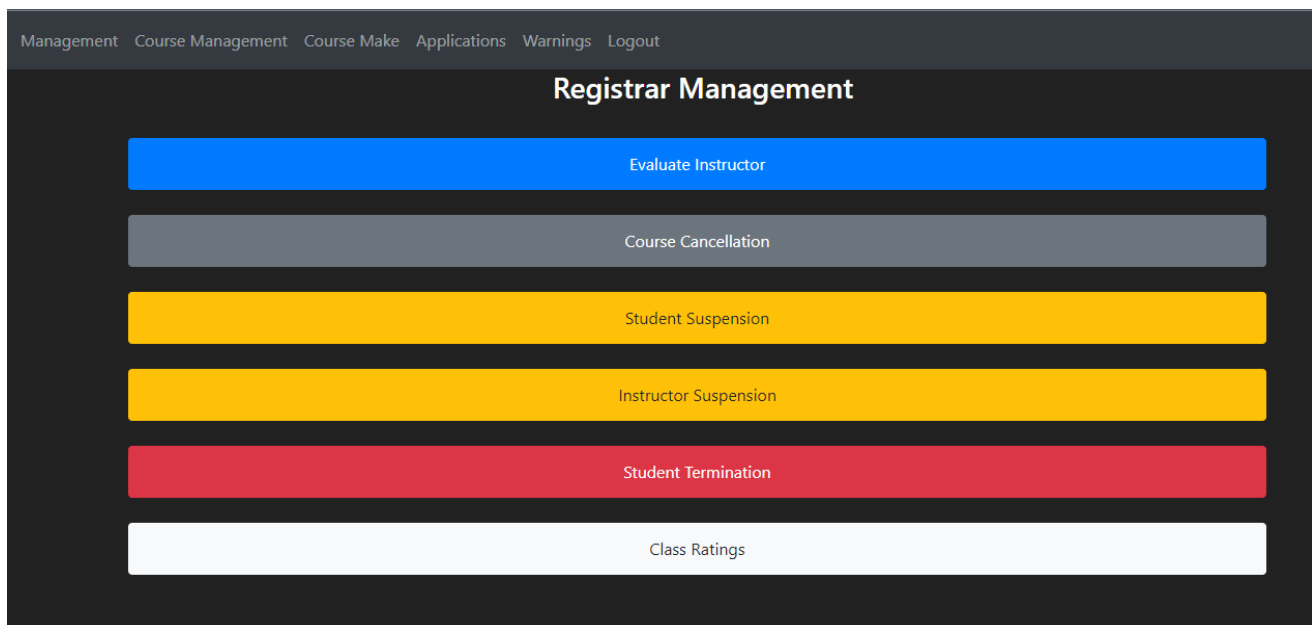 Management Course Management Course Make Applications Warnings Logout
Registrar Management
Evaluate Instructor
Course Cancellation
Student Suspension
Instructor Suspension
Student Termination
Class Ratings